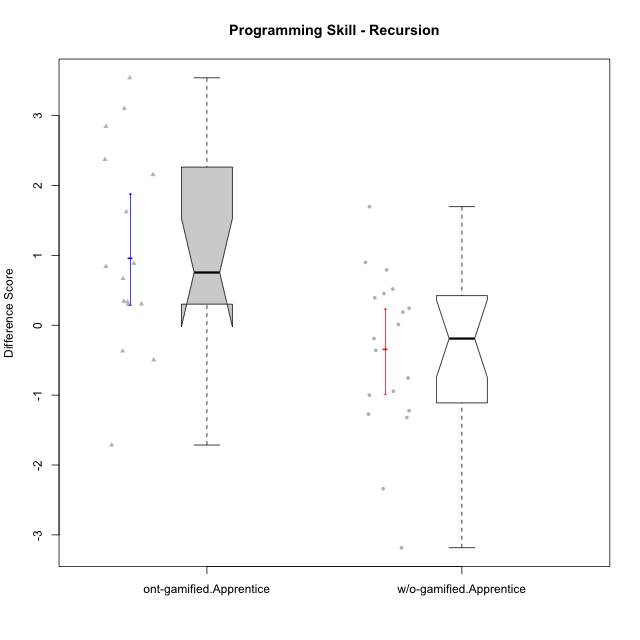 Programming Skill - Recursion
Difference Score
3
2
1
0
-1
-2
-3
ont-gamified.Apprentice
w/o-gamified.Apprentice